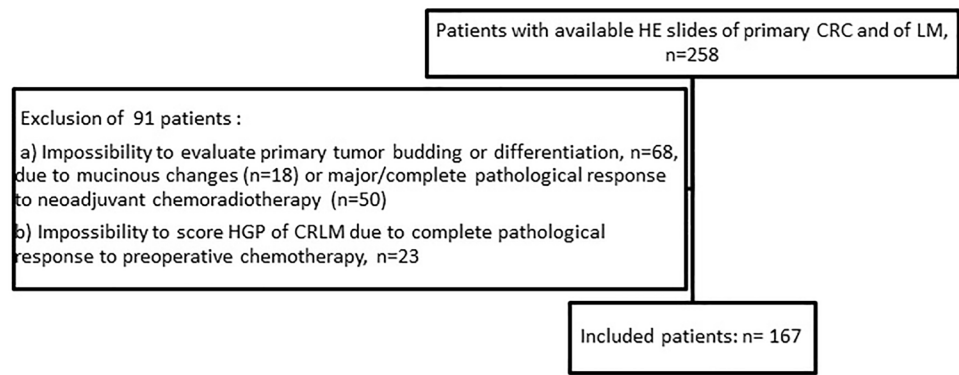 Patients with available HE slides of primary CRC and of LM,
n=258
Exclusion of 91 patients :
a) Impossibility to evaluate primary tumor budding or differentiation, n=68,
due to mucinous changes (n=18) or major/complete pathological response
to neoadjuvant chemoradiotherapy (n=50)
b) Impossibility to score HGP of CRLM due to complete pathological
response to preoperative chemotherapy, n=23
Included patients: n= 167